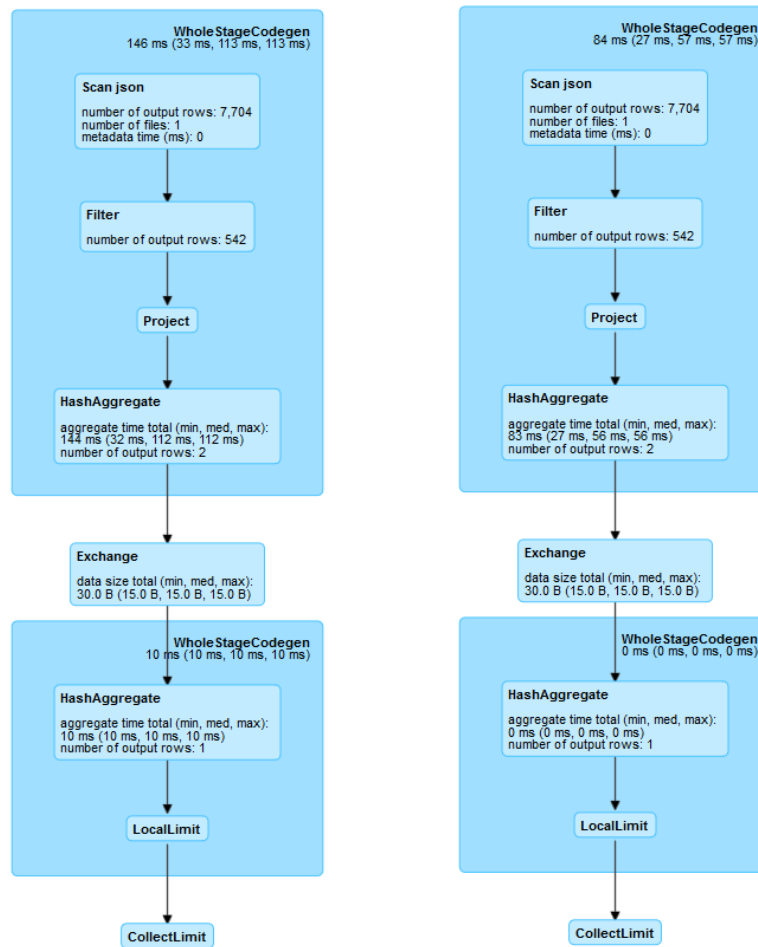 WholeStageCodegen
146 ms (33 ms, 113 ms, 113 ms)
Scan json
number of output rows: 7,704
number of files: 1
metadata time (ms): 0
Filter
number of output rows: 542
Project
HashAggregate
aggregate time total (min, med, max):
144 ms (32 ms, 112 ms, 112 ms)
number of output rows: 2
Exchange
data size total (min, med, max):
30.0 B (15.0 B, 15.0 B, 15.0 B)
WholeStageCodegen
10 ms (10 ms, 10 ms, 10 ms)
HashAggregate
aggregate time total (min, med, max):
10 ms (10 ms, 10 ms, 10 ms)
number of output rows: 1
LocalLimit
CollectLimit
WholeStageCodegen
84 ms (27 ms, 57 ms, 57 ms)
Scan json
number of output rows: 7,704
number of files: 1
metadata time (ms): 0
Filter
number of output rows: 542
Project
HashAggregate
aggregate time total (min, med, max):
83 ms (27 ms, 56 ms, 56 ms)
number of output rows: 2
Exchange
data size total (min, med, max):
30.0 B (15.0 B, 15.0 B, 15.0 B)
WholeStageCodegen
0 ms (0 ms, 0 ms, 0 ms)
HashAggregate
aggregate time total (min, med, max):
0 ms (0 ms, 0 ms, 0 ms)
number of output rows: 1
LocalLimit
CollectLimit